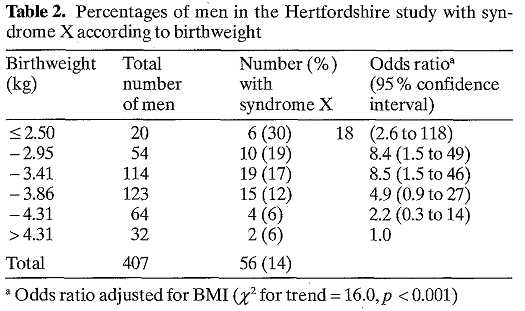 Table 2. Percentages of men in the Hertfordshire study with syn-
drome X according to birthweight
Birthweight Total Number (%) Odds ratioᵃ
(kg) number with (95% confidence
of men syndrome X interval)
≤2.50 20 6 (30) 18 (2.6 to 118)
−2.95 54 10 (19) 8.4 (1.5 to 49)
−3.41 114 19 (17) 8.5 (1.5 to 46)
−3.86 123 15 (12) 4.9 (0.9 to 27)
−4.31 64 4 (6) 2.2 (0.3 to 14)
>4.31 32 2 (6) 1.0
Total 407 56 (14)
ᵃ Odds ratio adjusted for BMI (χ² for trend = 16.0, p <0.001)